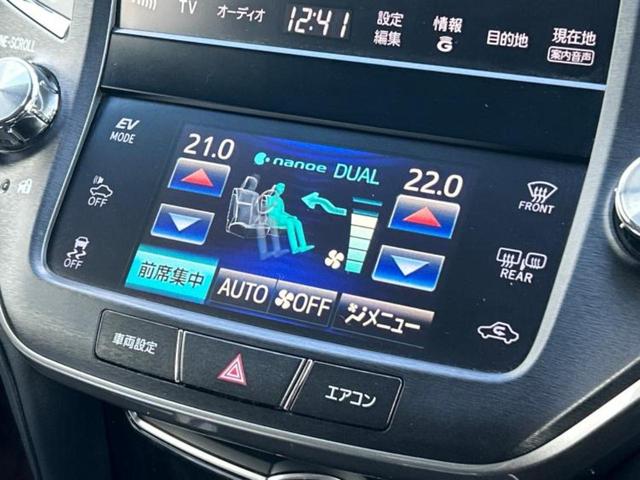 TV オーディオ 12:41 設定編集 情報 G 目的地 現在地 案内音声
NE-SCROLL
EV MODE
21.0 nanoe DUAL 22.0
OFF
FRONT
OFF
REAR
前席集中 AUTO OFF メニュー
車両設定
エアコン